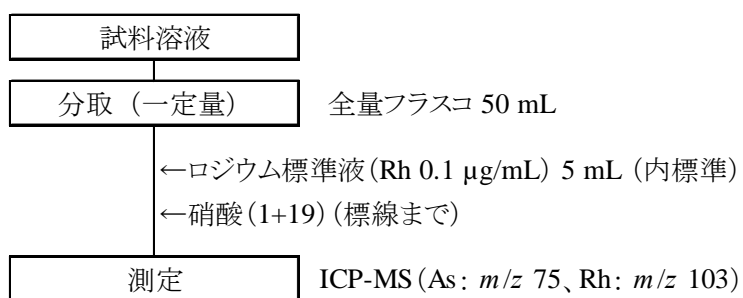 試料溶液
分取（一定量） 全量フラスコ 50 mL
←ロジウム標準液（Rh 0.1 µg/mL） 5 mL （内標準）
←硝酸（1+19）（標線まで）
測定 ICP-MS（As： m/z 75、Rh： m/z 103）